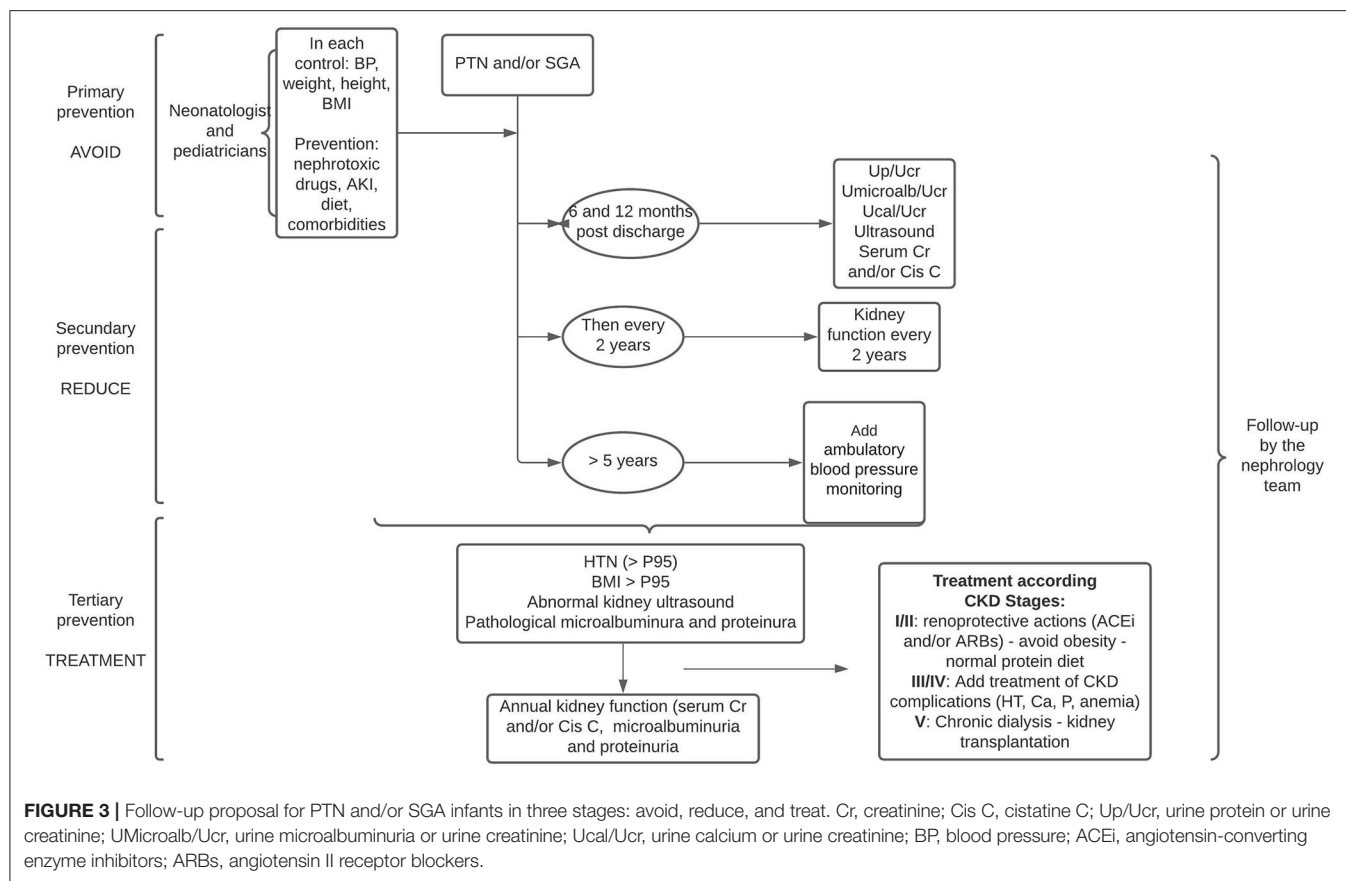 Primary
prevention
AVOID
Neonatologist
and
pediatricians
In each
control: BP,
weight, height,
BMI
Prevention:
nephrotoxic
drugs, AKI,
diet,
comorbidities
PTN and/or SGA
6 and 12 months
post discharge
Up/Ucr
Umicroalb/Ucr
Ucal/Ucr
Ultrasound
Serum Cr
and/or Cis C
Secundary
prevention
REDUCE
Then every
2 years
Kidney
function every
2 years
> 5 years
Add
ambulatory
blood pressure
monitoring
Follow-up
by the
nephrology
team
Tertiary
prevention
TREATMENT
HTN (> P95)
BMI > P95
Abnormal kidney ultrasound
Pathological microalbuminura and proteinura
Annual kidney function (serum Cr
and/or Cis C, microalbuminuria
and proteinuria
Treatment according
CKD Stages:
I/II: renoprotective actions (ACEi
and/or ARBs) - avoid obesity -
normal protein diet
III/IV: Add treatment of CKD
complications (HT, Ca, P, anemia)
V: Chronic dialysis - kidney
transplantation
FIGURE 3 | Follow-up proposal for PTN and/or SGA infants in three stages: avoid, reduce, and treat. Cr, creatinine; Cis C, cistatine C; Up/Ucr, urine protein or urine
creatinine; UMicroalb/Ucr, urine microalbuminuria or urine creatinine; Ucal/Ucr, urine calcium or urine creatinine; BP, blood pressure; ACEi, angiotensin-converting
enzyme inhibitors; ARBs, angiotensin II receptor blockers.